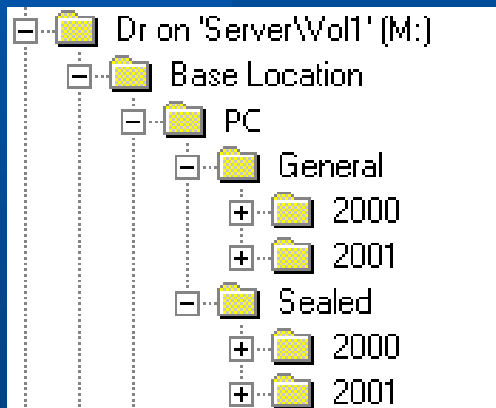 Dr on 'Server\Vol1' (M:)
Base Location
PC
General
2000
2001
Sealed
2000
2001